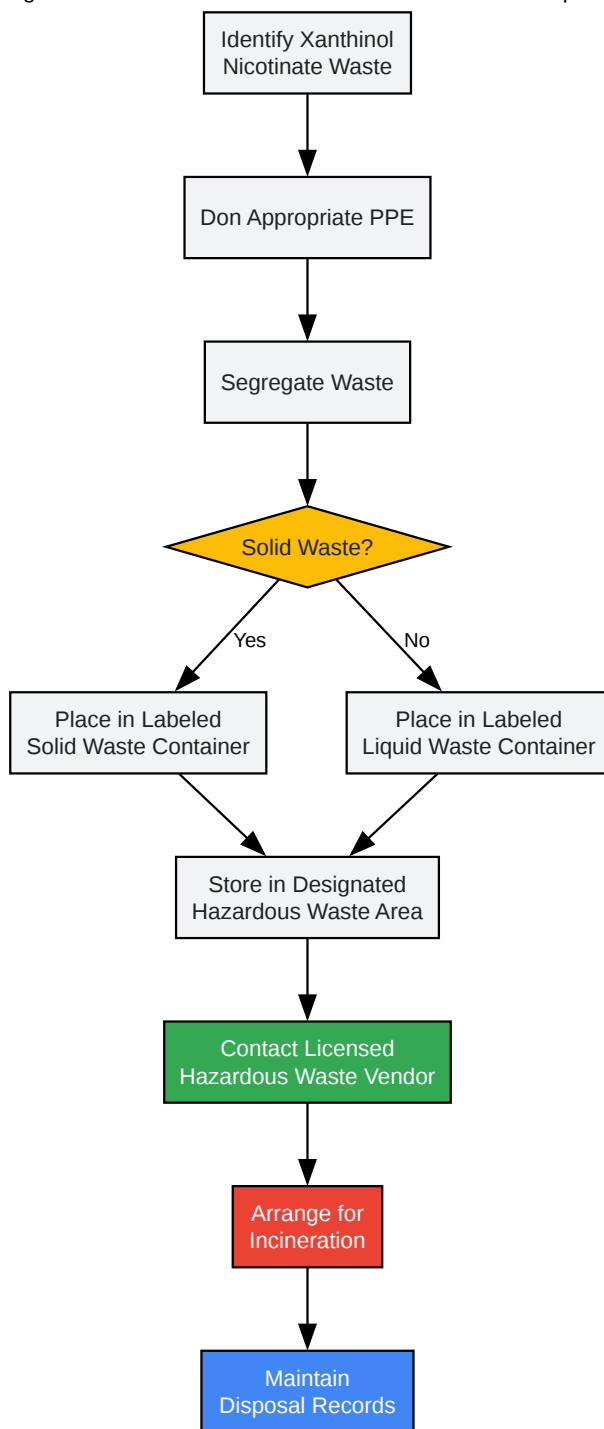 Identify Xanthinol
Nicotinate Waste
Don Appropriate PPE
Segregate Waste
Solid Waste?
Yes
No
Place in Labeled
Solid Waste Container
Place in Labeled
Liquid Waste Container
Store in Designated
Hazardous Waste Area
Contact Licensed
Hazardous Waste Vendor
Arrange for
Incineration
Maintain
Disposal Records